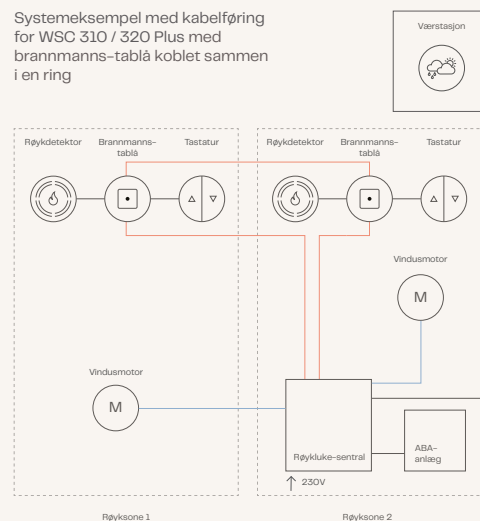 Systemeksempel med kabelføring
for WSC 310 / 320 Plus med
brannmanns-tablå koblet sammen
i en ring
Værstasjon
Røykdetektor
Brannmanns-
tablå
Tastatur
Røykdetektor
Brannmanns-
tablå
Tastatur
Vindusmotor
M
Vindusmotor
M
Røykluke-sentral
ABA-
anlæg
230V
Røyksone 1
Røyksone 2